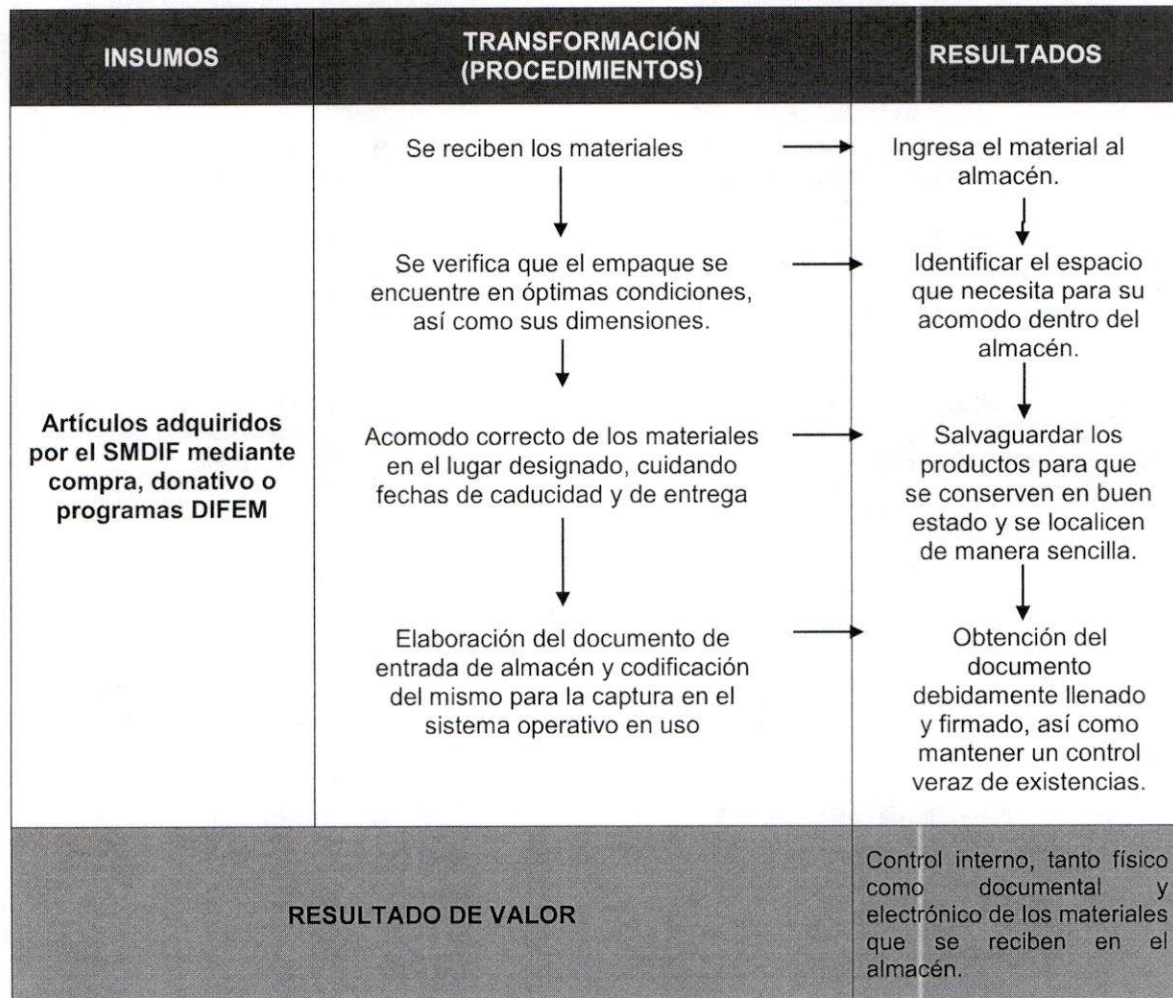 INSUMOS
TRANSFORMACIÓN
(PROCEDIMIENTOS)
RESULTADOS
Artículos adquiridos
por el SMDIF mediante
compra, donativo o
programas DIFEM
Se reciben los materiales
Se verifica que el empaque se
encuentre en óptimas condiciones,
así como sus dimensiones.
Acomodo correcto de los materiales
en el lugar designado, cuidando
fechas de caducidad y de entrega
Elaboración del documento de
entrada de almacén y codificación
del mismo para la captura en el
sistema operativo en uso
Ingresa el material al
almacén.
Identificar el espacio
que necesita para su
acomodo dentro del
almacén.
Salvaguardar los
productos para que
se conserven en buen
estado y se localicen
de manera sencilla.
Obtención del
documento
debidamente llenado
y firmado, así como
mantener un control
veraz de existencias.
RESULTADO DE VALOR
Control interno, tanto físico
como documental y
electrónico de los materiales
que se reciben en el
almacén.